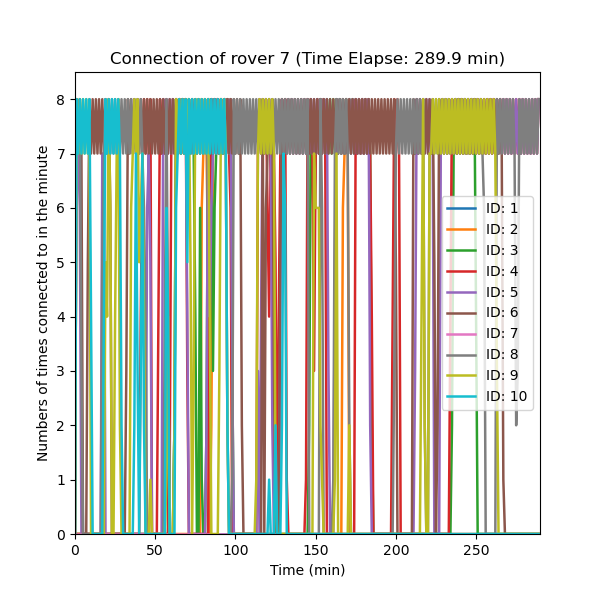 Connection of rover 7 (Time Elapse: 289.9 min)
Numbers of times connected to in the minute
8
7
6
5
4
3
2
1
0
ID: 1
ID: 2
ID: 3
ID: 4
ID: 5
ID: 6
ID: 7
ID: 8
ID: 9
ID: 10
0 50 100 150 200 250
Time (min)